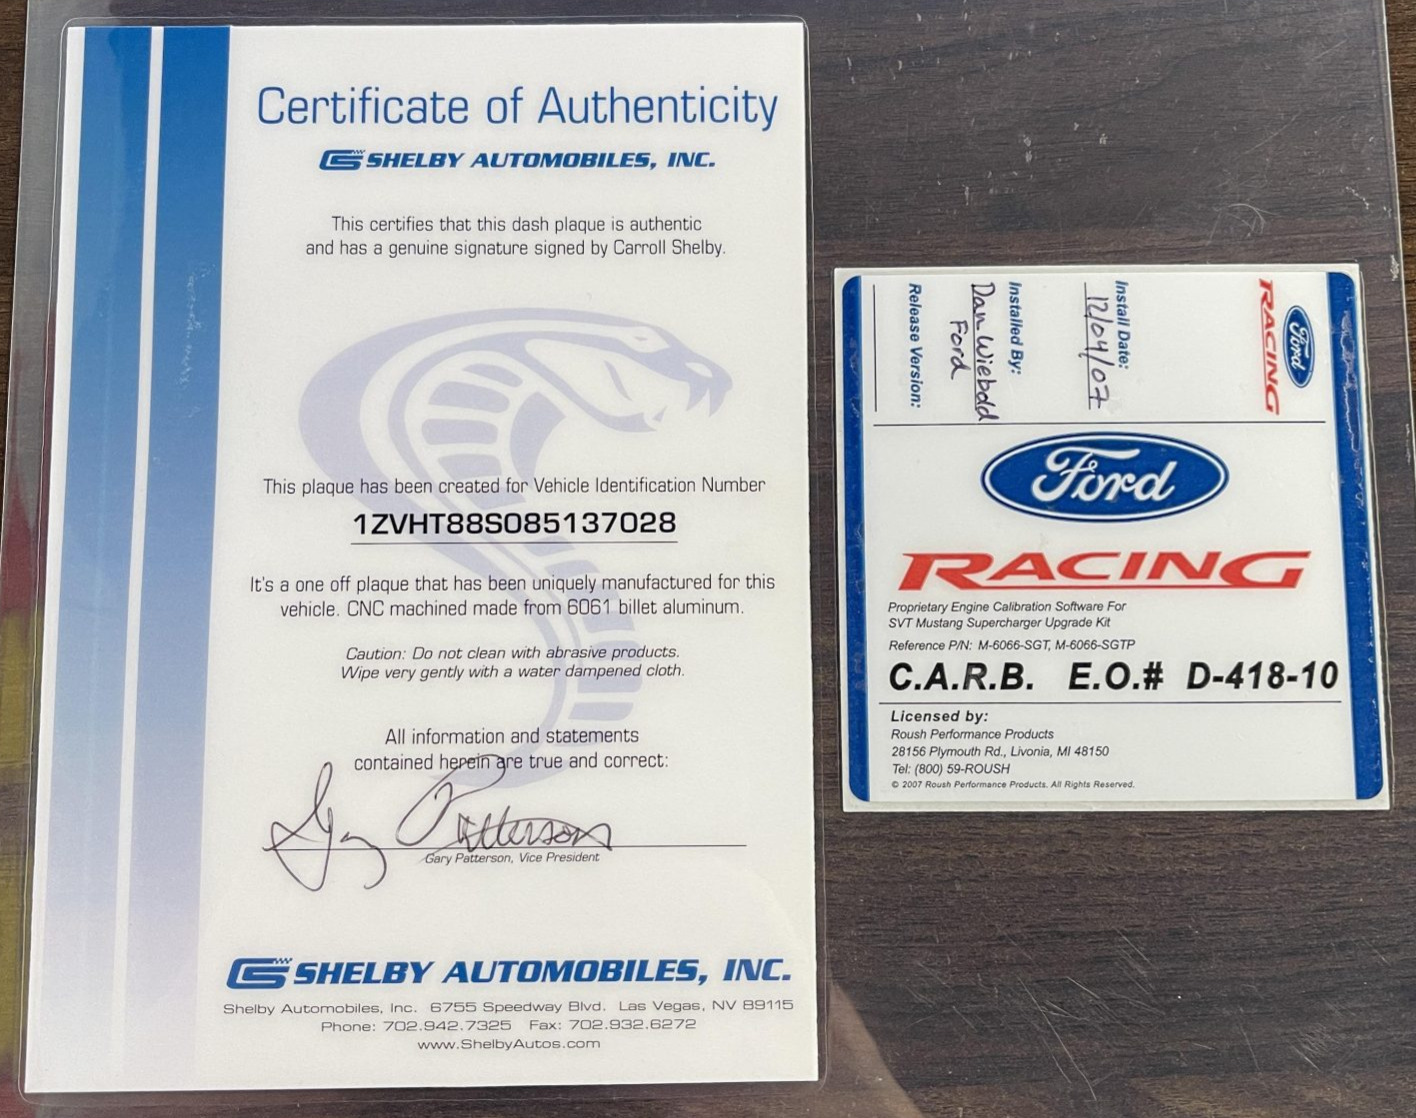 Certificate of Authenticity
SHELBY AUTOMOBILES, INC.
This certifies that this dash plaque is authentic
and has a genuine signature signed by Carroll Shelby.
This plaque has been created for Vehicle Identification Number
1ZVHT88S085137028
It's a one off plaque that has been uniquely manufactured for this
vehicle. CNC machined made from 6061 billet aluminum.
Caution: Do not clean with abrasive products.
Wipe very gently with a water dampened cloth.
All information and statements
contained herein are true and correct:
Gary Patterson
Gary Patterson, Vice President
SHELBY AUTOMOBILES, INC.
Shelby Automobiles, Inc. 6755 Speedway Blvd. Las Vegas, NV 89115
Phone: 702.942.7325 Fax: 702.932.6272
www.ShelbyAutos.com
Ford
RACING
Install Date:
12/04/07
Installed By:
Dan Wiebold
Ford
Release Version:
Ford
RACING
Proprietary Engine Calibration Software For
SVT Mustang Supercharger Upgrade Kit
Reference P/N: M-6066-SGT, M-6066-SGTP
C.A.R.B. E.O.# D-418-10
Licensed by:
Roush Performance Products
28156 Plymouth Rd., Livonia, MI 48150
Tel: (800) 59-ROUSH
© 2007 Roush Performance Products. All Rights Reserved.